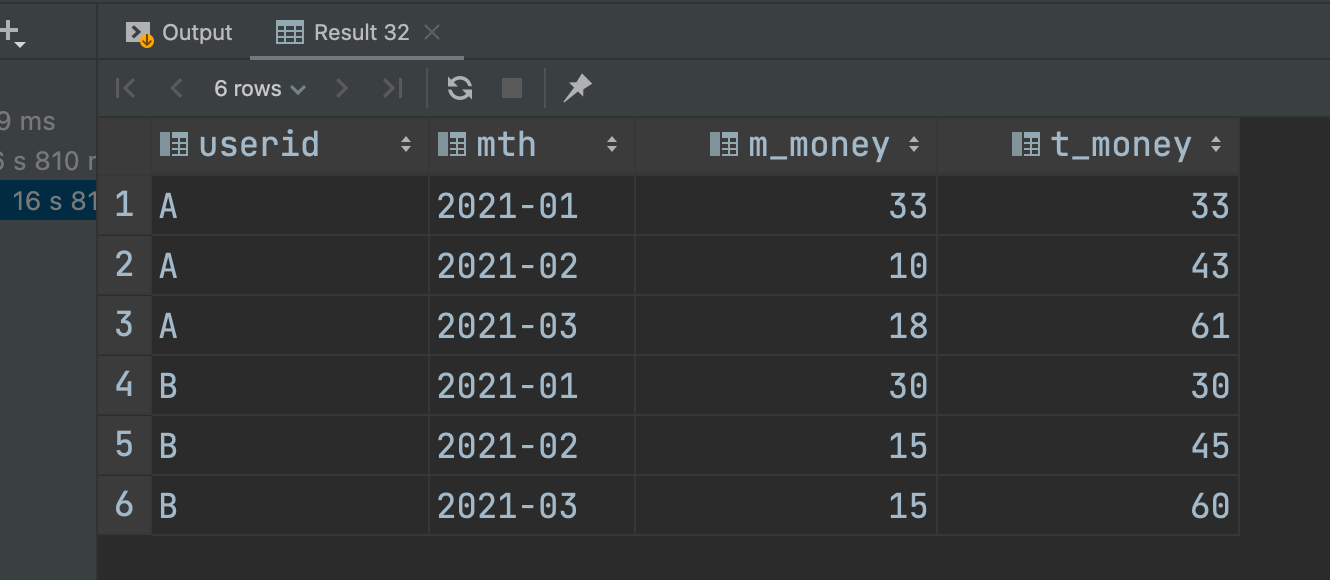 Output Result 32
6 rows
9 ms
s 810
16 s 81
userid mth m_money t_money
1 A 2021-01 33 33
2 A 2021-02 10 43
3 A 2021-03 18 61
4 B 2021-01 30 30
5 B 2021-02 15 45
6 B 2021-03 15 60